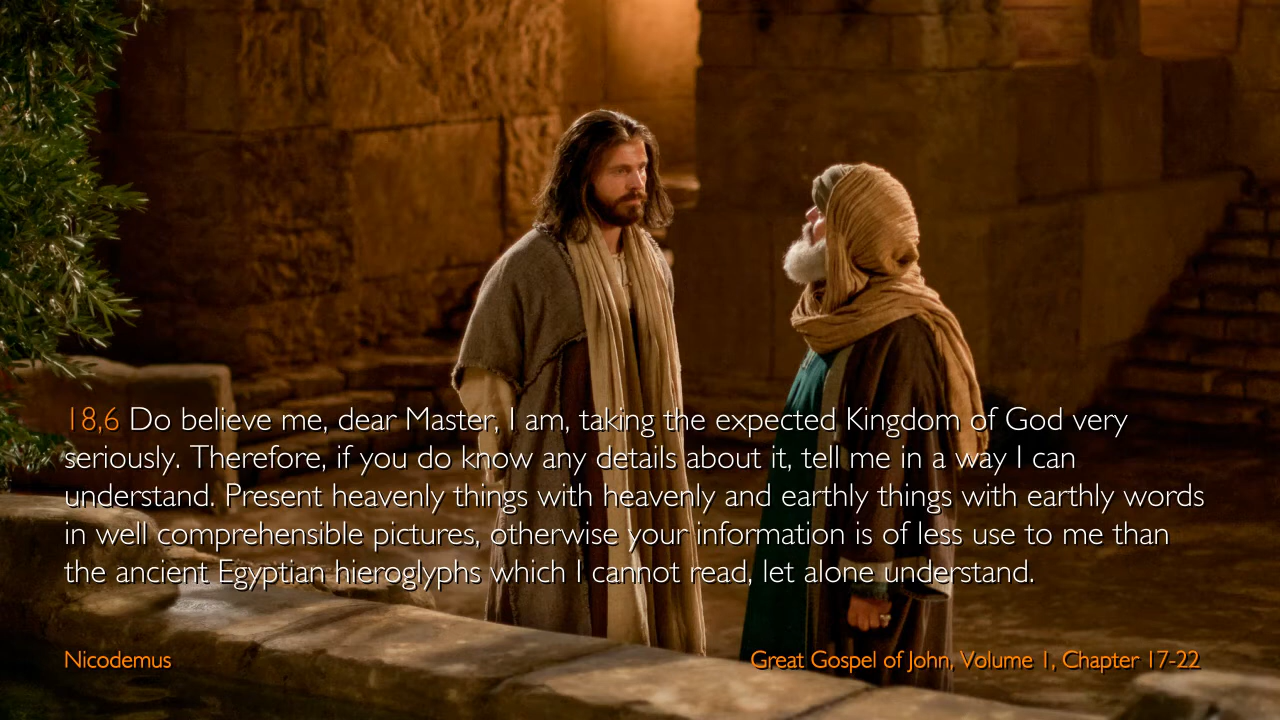 18,6 Do believe me, dear Master, I am, taking the expected Kingdom of God very
seriously. Therefore, if you do know any details about it, tell me in a way I can
understand. Present heavenly things with heavenly and earthly things with earthly words
in well comprehensible pictures, otherwise your information is of less use to me than
the ancient Egyptian hieroglyphs which I cannot read, let alone understand.
Nicodemus
Great Gospel of John, Volume 1, Chapter 17-22